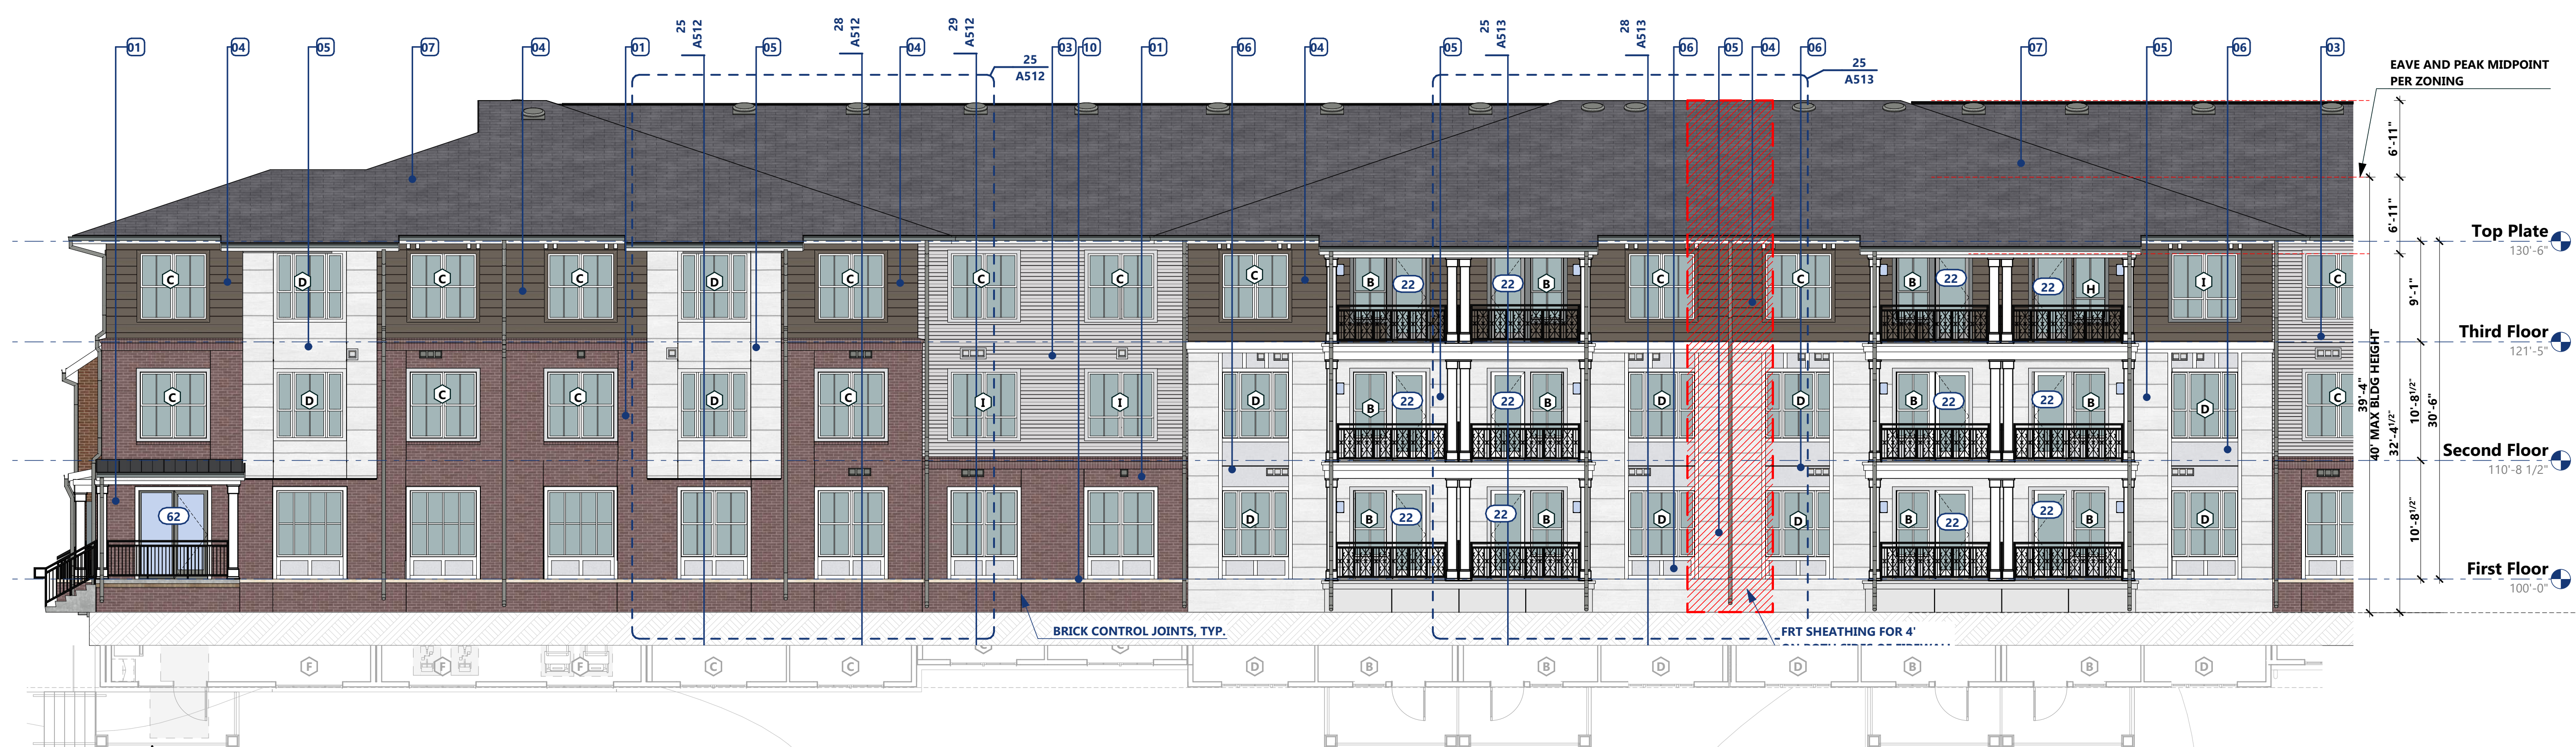 01
04
05
07
04
01
25
A512
05
28
A512
04
29
A512
25
A512
03
10
01
06
04
05
25
A513
28
A513
06
05
04
06
25
A513
07
05
06
03
EAVE AND PEAK MIDPOINT
PER ZONING
6'-11"
6'-11"
Top Plate
130'-6"
9'-1"
Third Floor
121'-5"
40' MAX BLDG HEIGHT
39'-4"
32'-4 1/2"
10'-8 1/2"
30'-6"
Second Floor
110'-8 1/2"
10'-8 1/2"
First Floor
100'-0"
C D C C D C C C C B 22 22 B C C B 22 22 H I C
C D C C D C I I D B 22 22 B D D B 22 22 B D C
62 D B 22 22 B D D B 22 22 B D
BRICK CONTROL JOINTS, TYP.
FRT SHEATHING FOR 4'
F F F C C D B B D D B B D